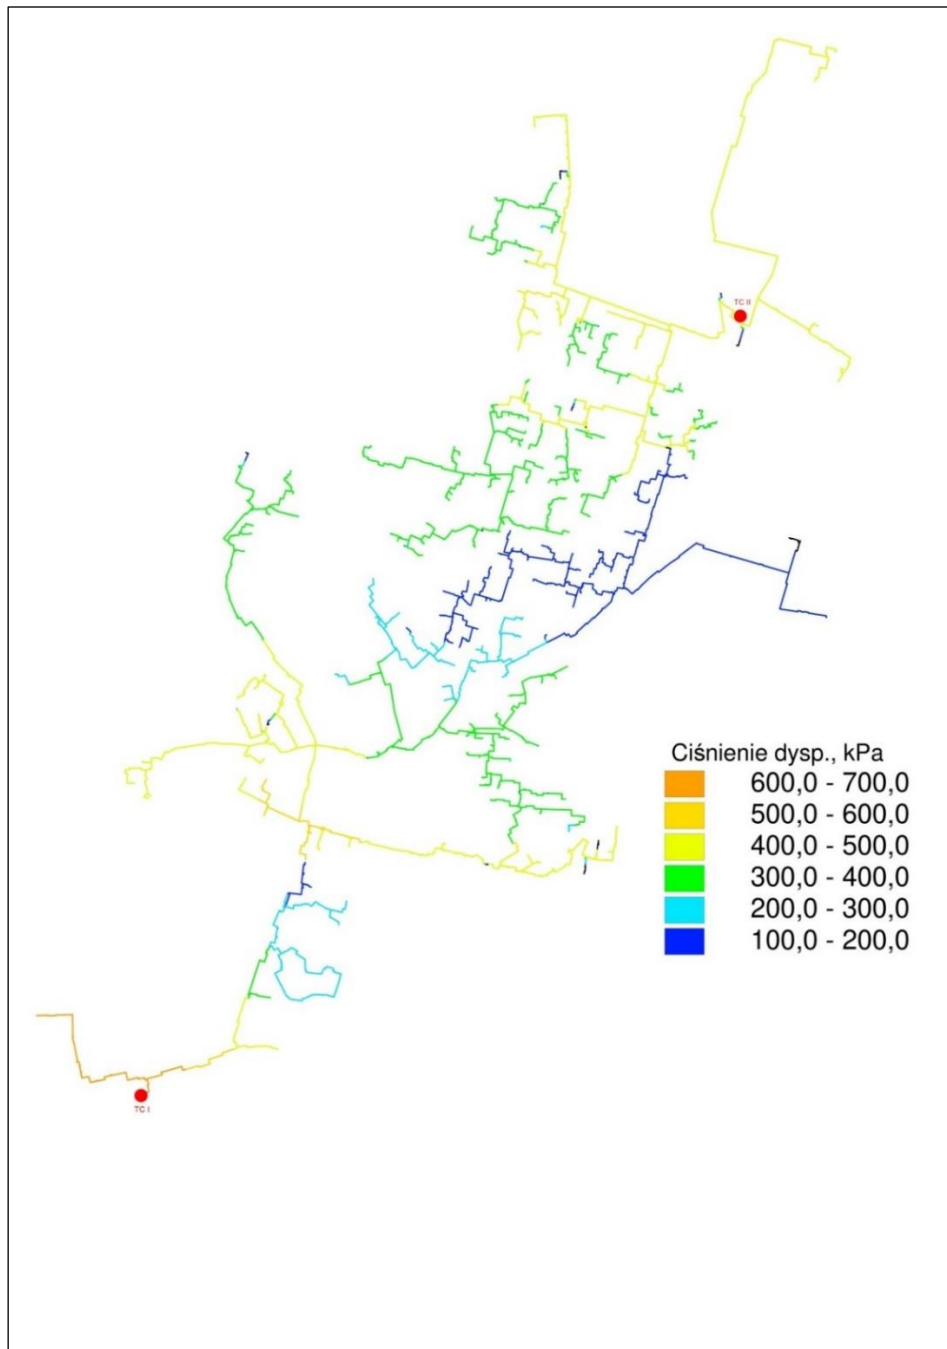 TC II
Ciśnienie dysp., kPa
600,0 - 700,0
500,0 - 600,0
400,0 - 500,0
300,0 - 400,0
200,0 - 300,0
100,0 - 200,0
TC I